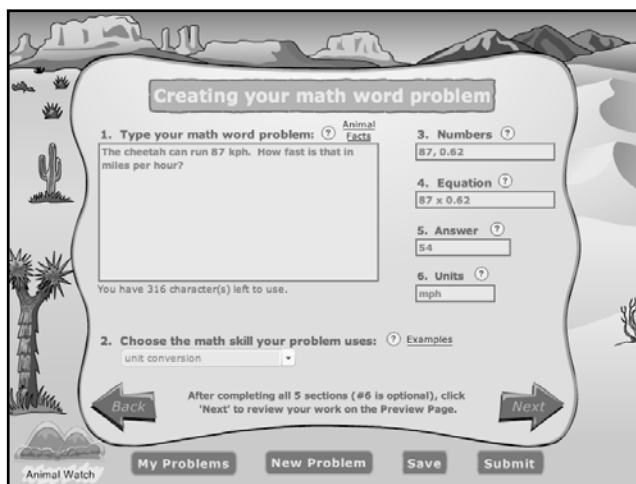 Creating your math word problem
1. Type your math word problem: ? Animal
Facts
The cheetah can run 87 kph. How fast is that in
miles per hour?
You have 316 character(s) left to use.
2. Choose the math skill your problem uses: ? Examples
unit conversion
3. Numbers ?
87, 0.62
4. Equation ?
87 x 0.62
5. Answer ?
54
6. Units ?
mph
Back
After completing all 5 sections (#6 is optional), click
'Next' to review your work on the Preview Page.
Next
Animal Watch
My Problems
New Problem
Save
Submit